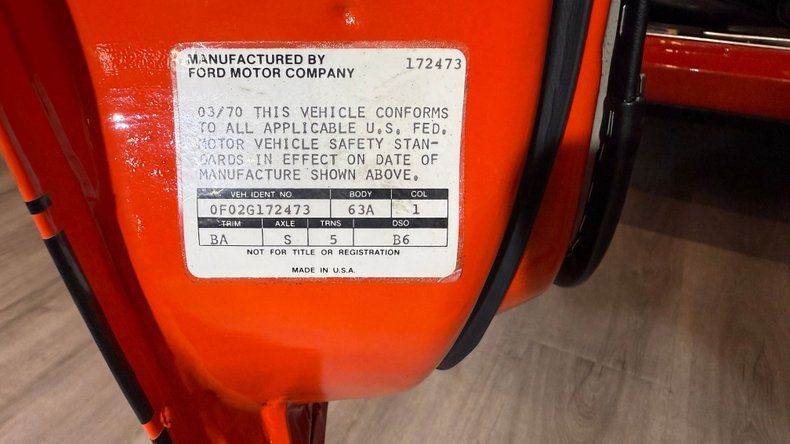 MANUFACTURED BY 172473
FORD MOTOR COMPANY
03/70 THIS VEHICLE CONFORMS
TO ALL APPLICABLE U.S. FED.
MOTOR VEHICLE SAFETY STAN-
DARDS IN EFFECT ON DATE OF
MANUFACTURE SHOWN ABOVE.
VEH. IDENT. NO. BODY COL
0F02G172473 63A 1
TRIM AXLE TRNS DSO
BA S 5 B6
NOT FOR TITLE OR REGISTRATION
MADE IN U.S.A.